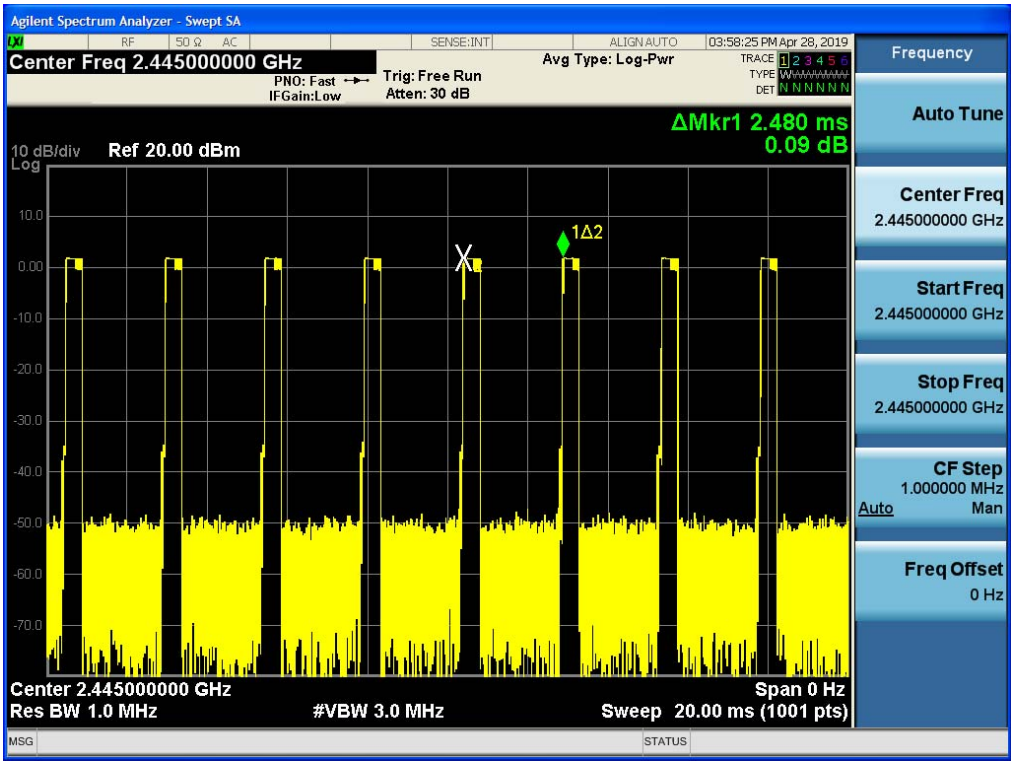 Agilent Spectrum Analyzer - Swept SA
LXI RF 50 Ω AC SENSE:INT ALIGN AUTO 03:58:25 PM Apr 28, 2019
Center Freq 2.445000000 GHz
PNO: Fast
IFGain:Low
Trig: Free Run
Atten: 30 dB
Avg Type: Log-Pwr
TRACE 1 2 3 4 5 6
TYPE
DET N N N N N N
ΔMkr1 2.480 ms
0.09 dB
10 dB/div
Log
Ref 20.00 dBm
10.0
0.00
-10.0
-20.0
-30.0
-40.0
-50.0
-60.0
-70.0
X
1Δ2
Center 2.445000000 GHz
Span 0 Hz
Res BW 1.0 MHz
#VBW 3.0 MHz
Sweep 20.00 ms (1001 pts)
MSG
STATUS
Frequency
Auto Tune
Center Freq
2.445000000 GHz
Start Freq
2.445000000 GHz
Stop Freq
2.445000000 GHz
CF Step
1.000000 MHz
Auto Man
Freq Offset
0 Hz